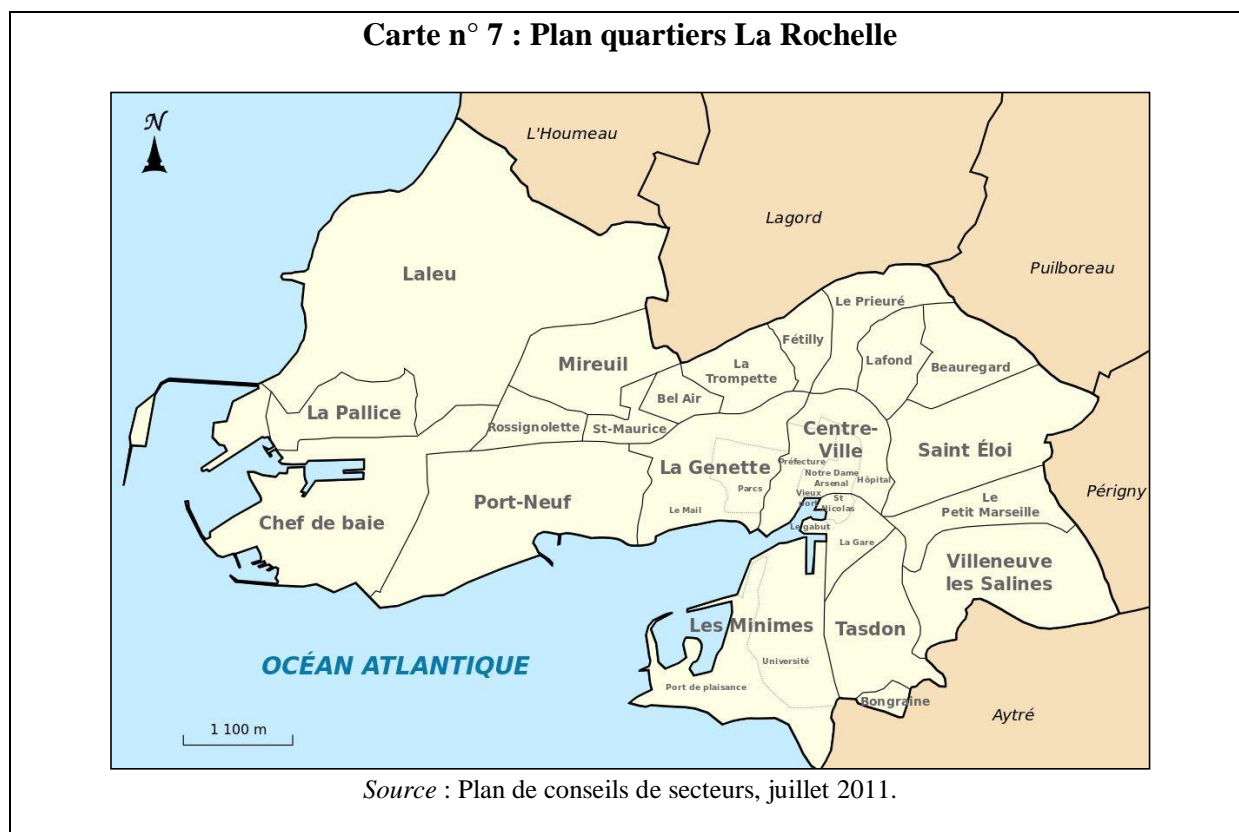 Carte n° 7 : Plan quartiers La Rochelle
N
L'Houmeau
Lagord
Puilboreau
Laleu
Le Prieuré
Fétilly
Mireuil
La
Trompette
Lafond
Beauregard
Bel Air
La Pallice
Rossignolette
St-Maurice
Centre-
Ville
Saint Éloi
La Genette
Préfecture
Notre Dame
Arsenal
Hôpital
Parcs
Vieux
port
St
Nicolas
Périgny
Port-Neuf
Le
Petit Marseille
Le Mail
Chef de baie
Le gabut
La Gare
Villeneuve
les Salines
Les Minimes
Tasdon
OCÉAN ATLANTIQUE
Université
Port de plaisance
Bongraine
Aytré
1 100 m
Source : Plan de conseils de secteurs, juillet 2011.